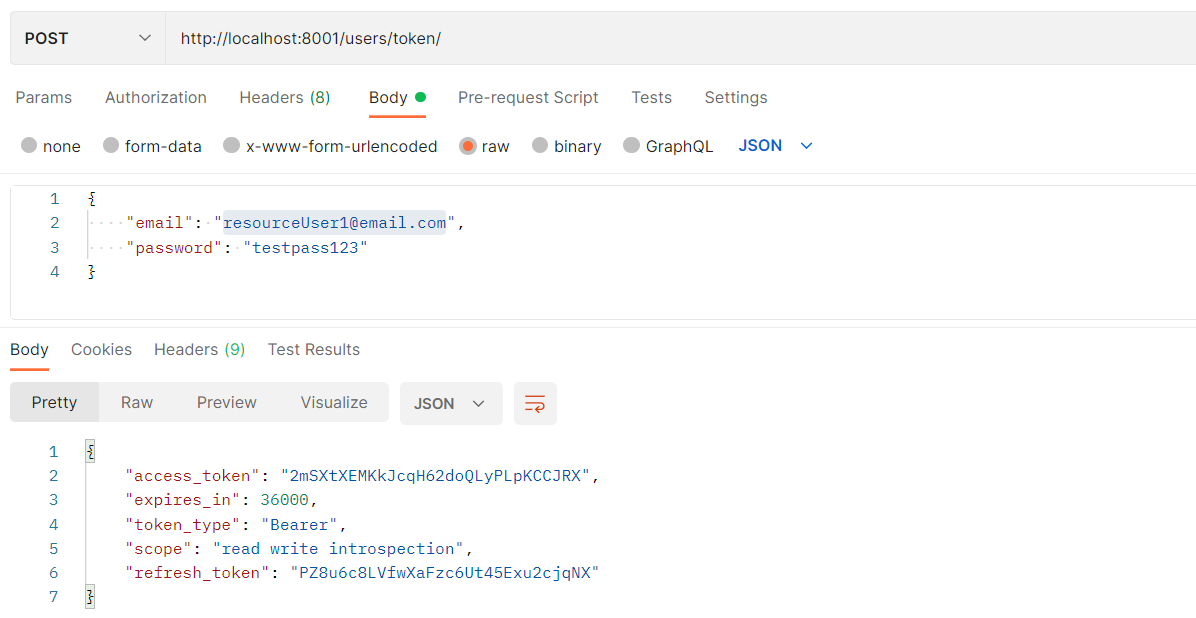 POST http://localhost:8001/users/token/
Params Authorization Headers (8) Body Pre-request Script Tests Settings
none form-data x-www-form-urlencoded raw binary GraphQL JSON
1 {
2 "email": "resourceUser1@email.com",
3 "password": "testpass123"
4 }
Body Cookies Headers (9) Test Results
Pretty Raw Preview Visualize JSON
1 {
2 "access_token": "2mSXtXEMKkJcqH62doQLyPLpKCCJRX",
3 "expires_in": 36000,
4 "token_type": "Bearer",
5 "scope": "read write introspection",
6 "refresh_token": "PZ8u6c8LVfwXaFzc6Ut45Exu2cjqNX"
7 }